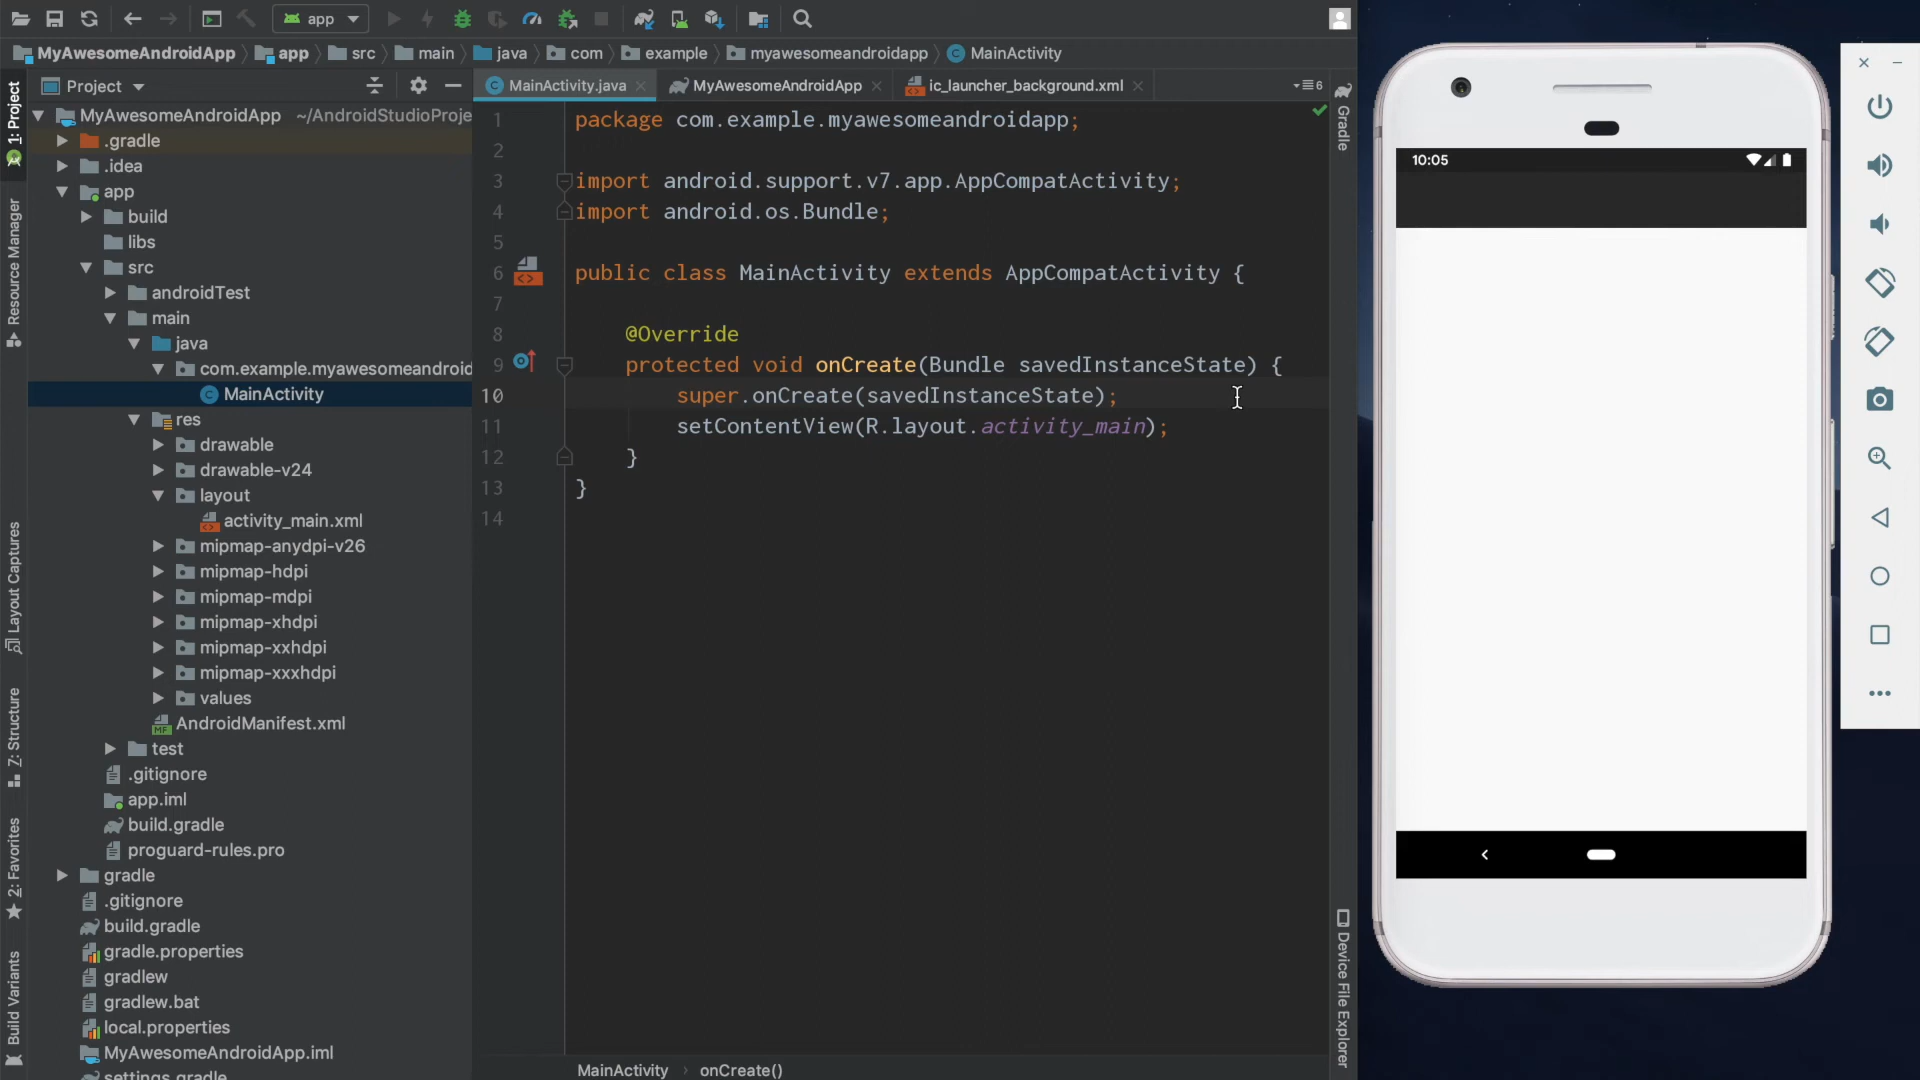 app
MyAwesomeAndroidApp app src main java com example myawesomeandroidapp MainActivity
Project
MainActivity.java MyAwesomeAndroidApp ic_launcher_background.xml 6
1: Project
Resource Manager
Layout Captures
7: Structure
2: Favorites
Build Variants
MyAwesomeAndroidApp ~/AndroidStudioProje
.gradle
.idea
app
build
libs
src
androidTest
main
java
com.example.myawesomeandroid
MainActivity
res
drawable
drawable-v24
layout
activity_main.xml
mipmap-anydpi-v26
mipmap-hdpi
mipmap-mdpi
mipmap-xhdpi
mipmap-xxhdpi
mipmap-xxxhdpi
values
AndroidManifest.xml
test
.gitignore
app.iml
build.gradle
proguard-rules.pro
gradle
.gitignore
build.gradle
gradle.properties
gradlew
gradlew.bat
local.properties
MyAwesomeAndroidApp.iml
settings.gradle
1 package com.example.myawesomeandroidapp;
2
3 import android.support.v7.app.AppCompatActivity;
4 import android.os.Bundle;
5
6 public class MainActivity extends AppCompatActivity {
7
8 @Override
9 protected void onCreate(Bundle savedInstanceState) {
10 super.onCreate(savedInstanceState);
11 setContentView(R.layout.activity_main);
12 }
13 }
14
MainActivity › onCreate()
Gradle
Device File Explorer
10:05